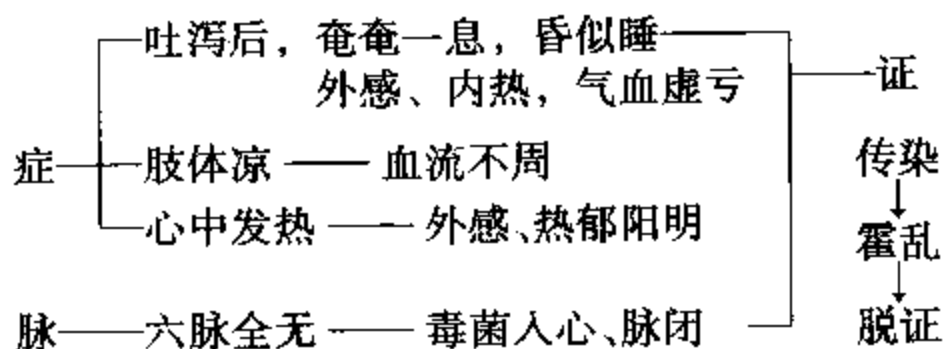 吐泻后，奄奄一息，昏似睡
外感、内热，气血虚亏
证
症
肢体凉
血流不周
传染
心中发热
外感、热郁阳明
霍乱
脉
六脉全无
毒菌入心、脉闭
脱证